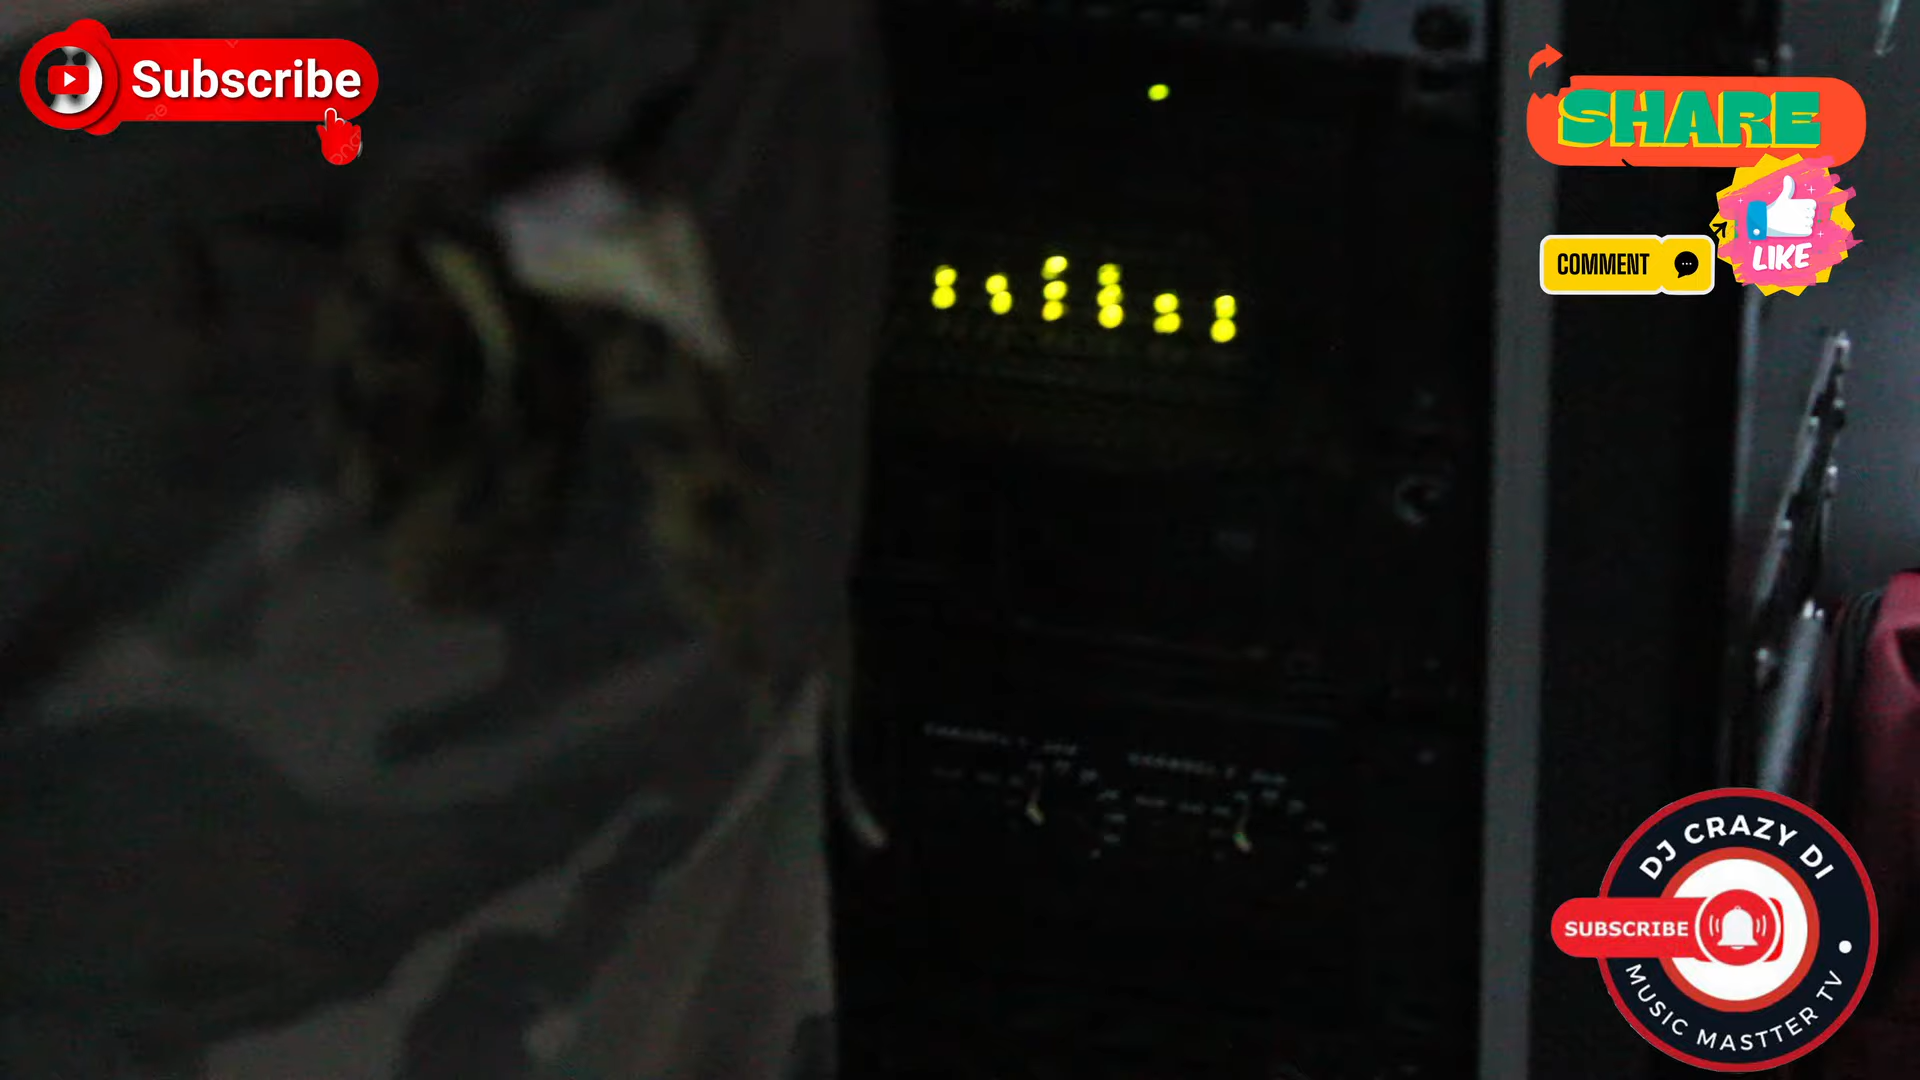 Subscribe
SHARE
LIKE
COMMENT
DJ CRAZY DI
SUBSCRIBE
MUSIC MASTTER TV